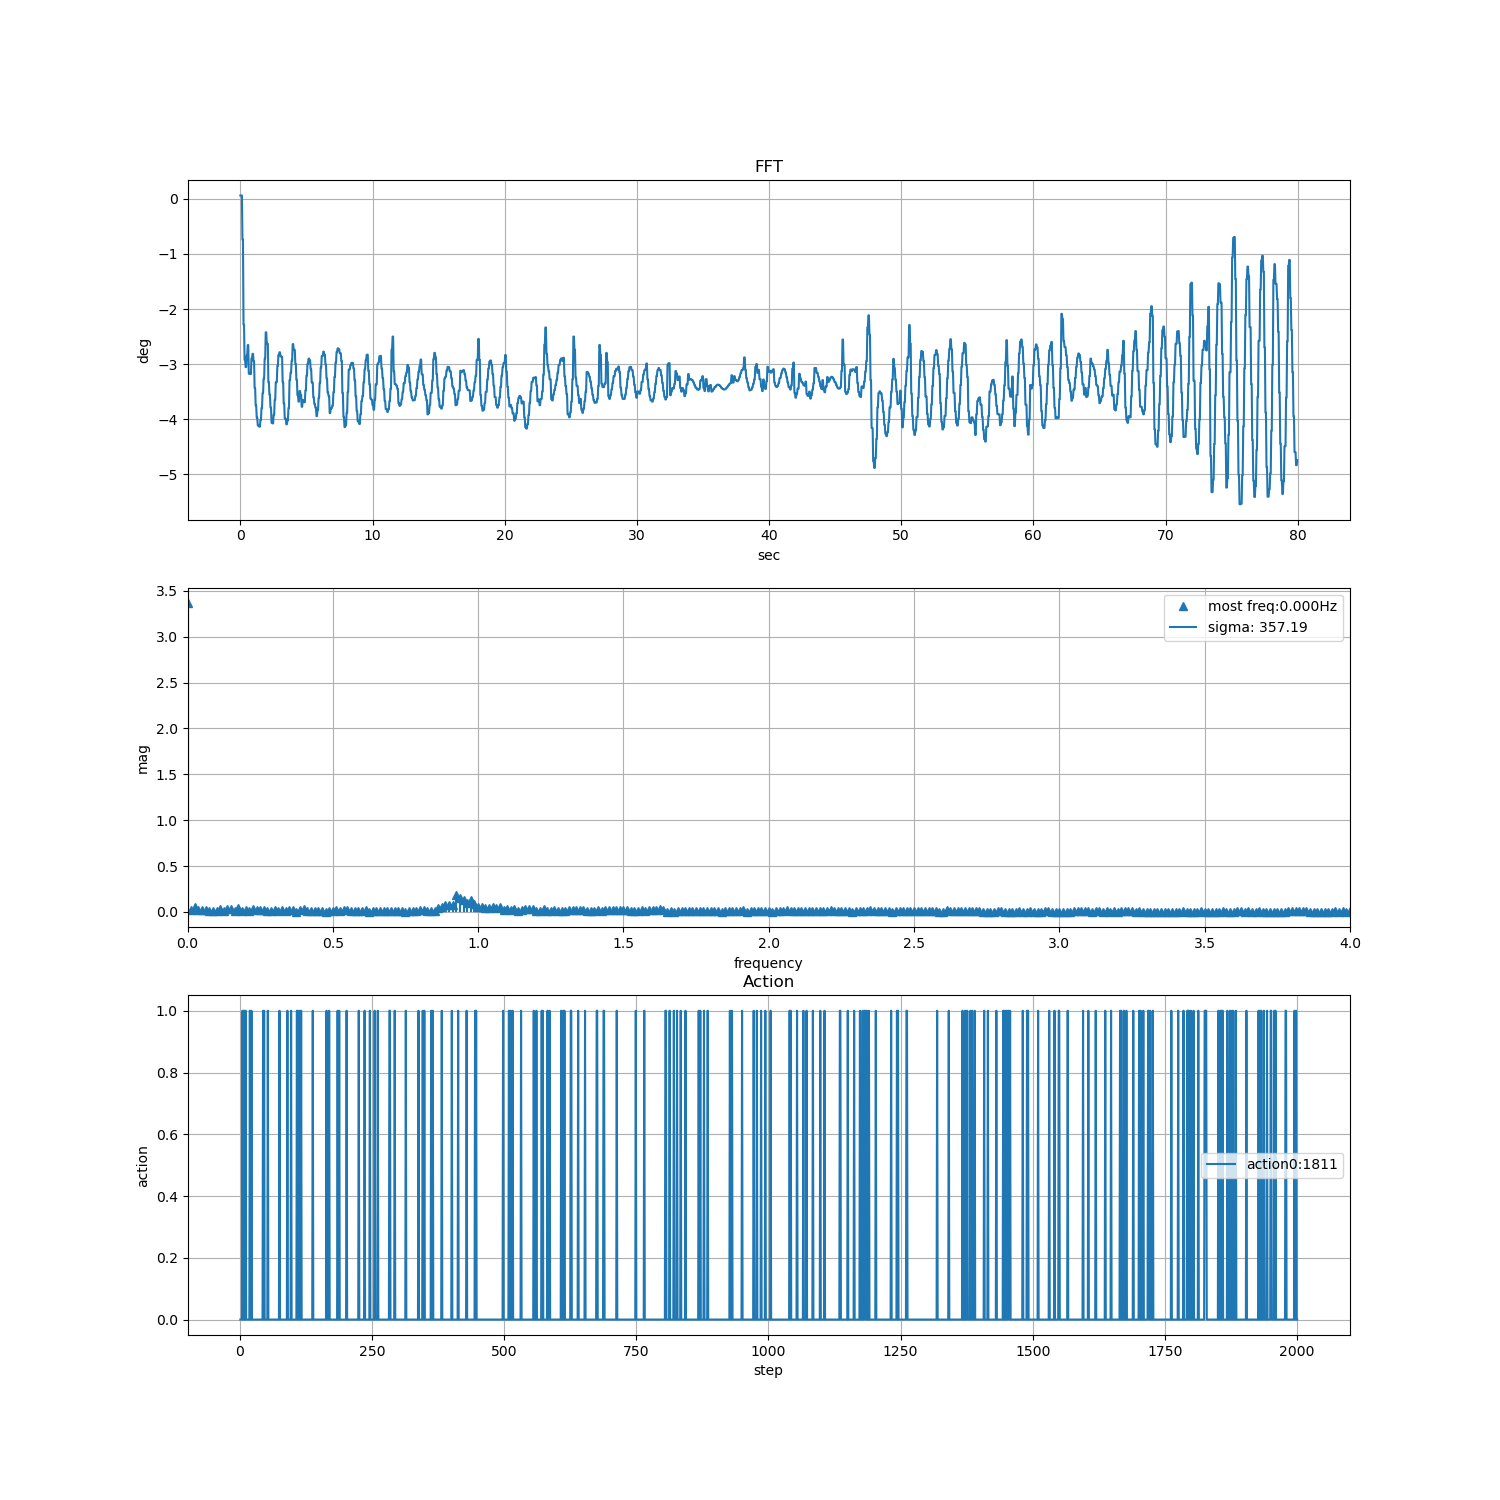 FFT
0
−1
−2
−3
−4
−5
deg
0 10 20 30 40 50 60 70 80
sec
3.5
3.0
2.5
2.0
1.5
1.0
0.5
0.0
mag
most freq:0.000Hz
sigma: 357.19
0.0 0.5 1.0 1.5 2.0 2.5 3.0 3.5 4.0
frequency
Action
1.0
0.8
0.6
0.4
0.2
0.0
action
action0:1811
0 250 500 750 1000 1250 1500 1750 2000
step